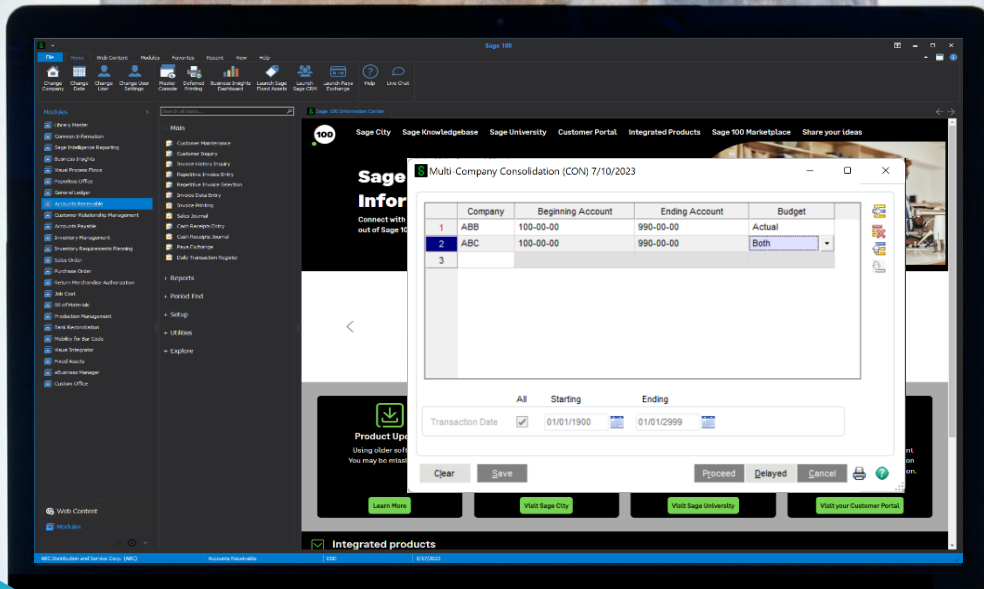 Sage 100
File Home Web Content Modules Favorites Recent View Help
Change Company
Change Date
Change User
Change User Settings
Master Console
Deferred Printing
Business Insights Dashboard
Launch Sage Fixed Assets
Launch Sage CRM
Launch Paya Exchange
Help
Live Chat
Modules
Library Master
Common Information
Sage Intelligence Reporting
Business Insights
Visual Process Flows
Paperless Office
General Ledger
Accounts Receivable
Customer Relationship Management
Accounts Payable
Inventory Management
Inventory Requirements Planning
Sales Order
Purchase Order
Return Merchandise Authorization
Job Cost
Bill of Materials
Production Management
Bank Reconciliation
Mobility for Bar Code
Visual Integrator
Fixed Assets
eBusiness Manager
Custom Office
Web Content
Modules
Search all tasks...
Main
Customer Maintenance
Customer Inquiry
Invoice History Inquiry
Repetitive Invoice Entry
Repetitive Invoice Selection
Invoice Data Entry
Invoice Printing
Sales Journal
Cash Receipts Entry
Cash Receipts Journal
Paya Exchange
Daily Transaction Register
+ Reports
+ Period End
+ Setup
+ Utilities
+ Explore
Sage 100 Information Center
100 Sage City Sage Knowledgebase Sage University Customer Portal Integrated Products Sage 100 Marketplace Share your ideas
Sage
Infor
Connect with
out of Sage 10
Multi-Company Consolidation (CON) 7/10/2023
Company Beginning Account Ending Account Budget
1 ABB 100-00-00 990-00-00 Actual
2 ABC 100-00-00 990-00-00 Both
3
All Starting Ending
Transaction Date 01/01/1900 01/01/2999
Clear Save Proceed Delayed Cancel
Product Upd
Using older soft
You may be missi
nt
on
on.
Learn More Visit Sage City Visit Sage University Visit your Customer Portal
Integrated products
ABC Distribution and Service Corp. (ABC) Accounts Receivable 5/17/2023